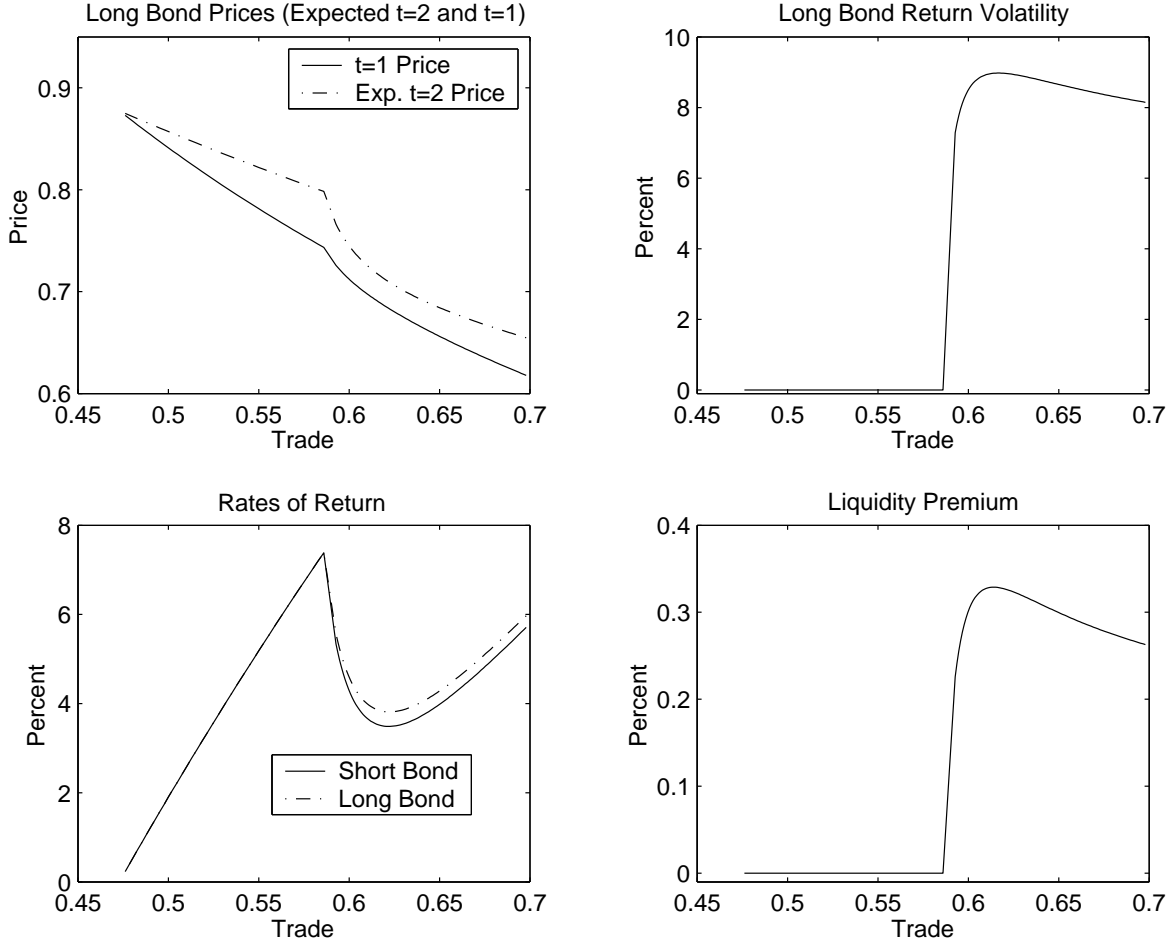 Long Bond Prices (Expected t=2 and t=1)
0.9
0.8
0.7
0.6
Price
t=1 Price
Exp. t=2 Price
0.45 0.5 0.55 0.6 0.65 0.7
Trade
Long Bond Return Volatility
10
8
6
4
2
0
Percent
0.45 0.5 0.55 0.6 0.65 0.7
Trade
Rates of Return
8
6
4
2
0
Percent
Short Bond
Long Bond
0.45 0.5 0.55 0.6 0.65 0.7
Trade
Liquidity Premium
0.4
0.3
0.2
0.1
0
Percent
0.45 0.5 0.55 0.6 0.65 0.7
Trade